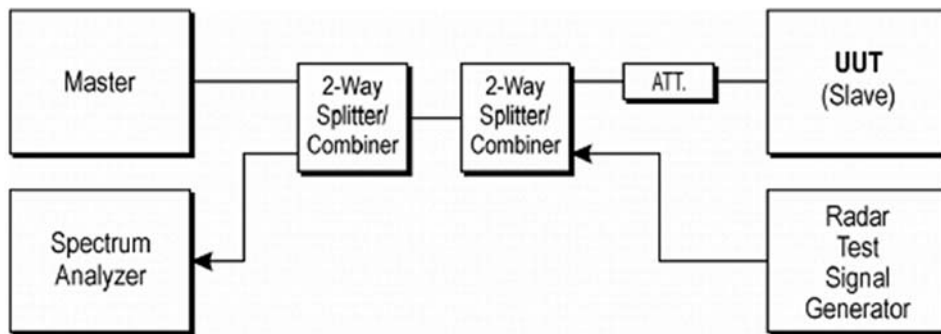 Master
2-Way
Splitter/
Combiner
2-Way
Splitter/
Combiner
ATT.
UUT
(Slave)
Spectrum
Analyzer
Radar
Test
Signal
Generator